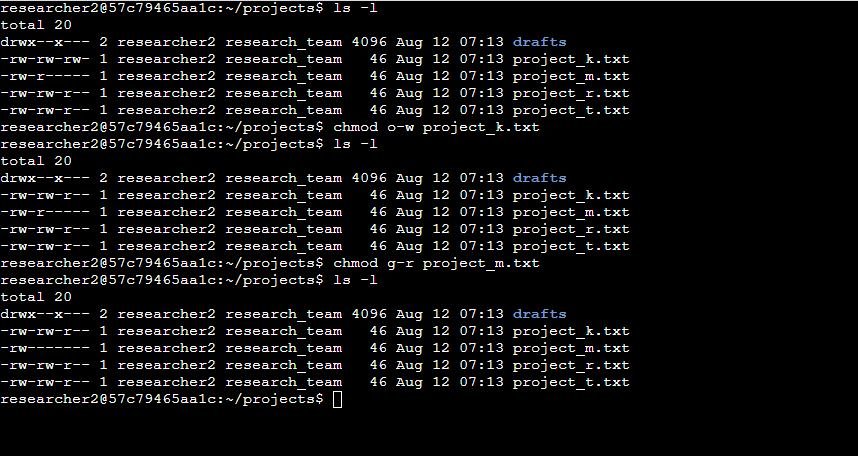 researcher2@57c79465aa1c:~/projects$ ls -l
total 20
drwx--x--- 2 researcher2 research_team 4096 Aug 12 07:13 drafts
-rw-rw-rw- 1 researcher2 research_team   46 Aug 12 07:13 project_k.txt
-rw-r----- 1 researcher2 research_team   46 Aug 12 07:13 project_m.txt
-rw-rw-r-- 1 researcher2 research_team   46 Aug 12 07:13 project_r.txt
-rw-rw-r-- 1 researcher2 research_team   46 Aug 12 07:13 project_t.txt
researcher2@57c79465aa1c:~/projects$ chmod o-w project_k.txt
researcher2@57c79465aa1c:~/projects$ ls -l
total 20
drwx--x--- 2 researcher2 research_team 4096 Aug 12 07:13 drafts
-rw-rw-r-- 1 researcher2 research_team   46 Aug 12 07:13 project_k.txt
-rw-r----- 1 researcher2 research_team   46 Aug 12 07:13 project_m.txt
-rw-rw-r-- 1 researcher2 research_team   46 Aug 12 07:13 project_r.txt
-rw-rw-r-- 1 researcher2 research_team   46 Aug 12 07:13 project_t.txt
researcher2@57c79465aa1c:~/projects$ chmod g-r project_m.txt
researcher2@57c79465aa1c:~/projects$ ls -l
total 20
drwx--x--- 2 researcher2 research_team 4096 Aug 12 07:13 drafts
-rw-rw-r-- 1 researcher2 research_team   46 Aug 12 07:13 project_k.txt
-rw------- 1 researcher2 research_team   46 Aug 12 07:13 project_m.txt
-rw-rw-r-- 1 researcher2 research_team   46 Aug 12 07:13 project_r.txt
-rw-rw-r-- 1 researcher2 research_team   46 Aug 12 07:13 project_t.txt
researcher2@57c79465aa1c:~/projects$